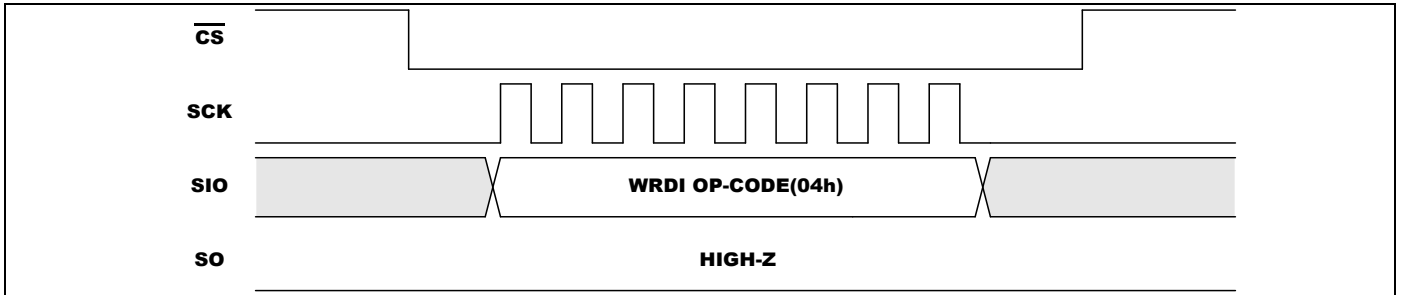 CS
SCK
SIO
WRDI OP-CODE(04h)
SO
HIGH-Z